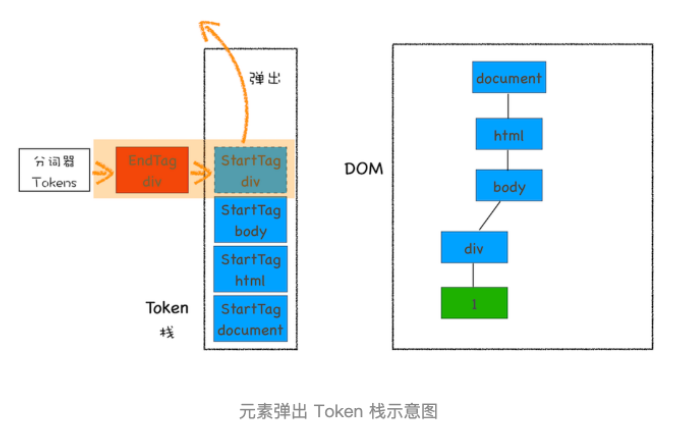 弹出
分词器
Tokens
EndTag
div
StartTag
div
StartTag
body
StartTag
html
StartTag
document
Token
栈
DOM
document
html
body
div
1
元素弹出 Token 栈示意图